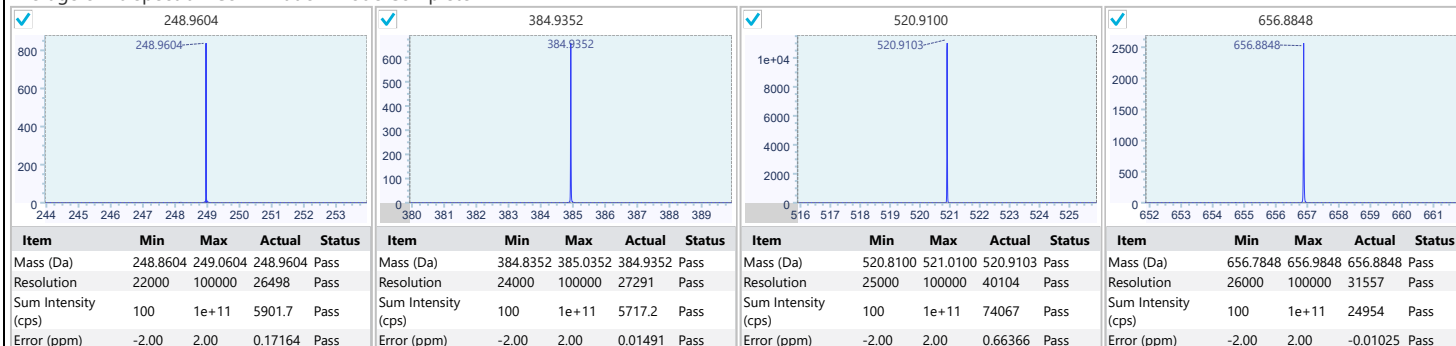 248.9604
248.9604
800
600
400
200
0
244 245 246 247 248 249 250 251 252 253
Item Min Max Actual Status
Mass (Da) 248.8604 249.0604 248.9604 Pass
Resolution 22000 100000 26498 Pass
Sum Intensity (cps) 100 1e+11 5901.7 Pass
Error (ppm) -2.00 2.00 0.17164 Pass
384.9352
384.9352
600
500
400
300
200
100
0
380 381 382 383 384 385 386 387 388 389
Item Min Max Actual Status
Mass (Da) 384.8352 385.0352 384.9352 Pass
Resolution 24000 100000 27291 Pass
Sum Intensity (cps) 100 1e+11 5717.2 Pass
Error (ppm) -2.00 2.00 0.01491 Pass
520.9100
520.9103
1e+04
8000
6000
4000
2000
0
516 517 518 519 520 521 522 523 524 525
Item Min Max Actual Status
Mass (Da) 520.8100 521.0100 520.9103 Pass
Resolution 25000 100000 40104 Pass
Sum Intensity (cps) 100 1e+11 74067 Pass
Error (ppm) -2.00 2.00 0.66366 Pass
656.8848
656.8848
2500
2000
1500
1000
500
0
652 653 654 655 656 657 658 659 660 661
Item Min Max Actual Status
Mass (Da) 656.7848 656.9848 656.8848 Pass
Resolution 26000 100000 31557 Pass
Sum Intensity (cps) 100 1e+11 24954 Pass
Error (ppm) -2.00 2.00 -0.01025 Pass